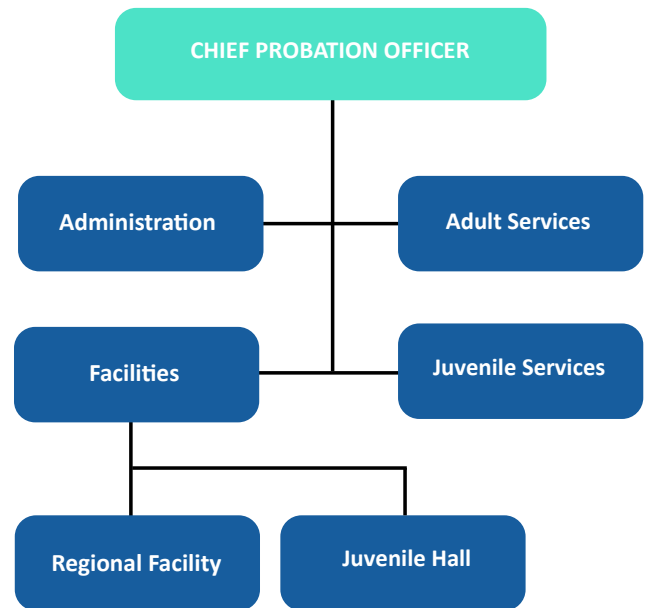 CHIEF PROBATION OFFICER
Administration
Adult Services
Facilities
Juvenile Services
Regional Facility
Juvenile Hall